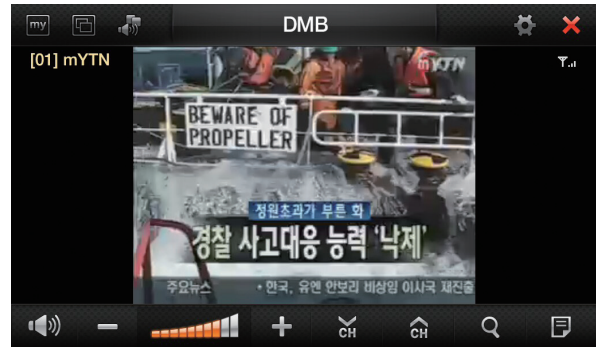 my
DMB
[01] mYTN
mYTN
BEWARE OF
PROPELLER
정원초과가 부른 화
경찰 사고대응 능력 '낙제'
주요뉴스 • 한국, 유엔 안보리 비상임 이사국 재진출
CH CH